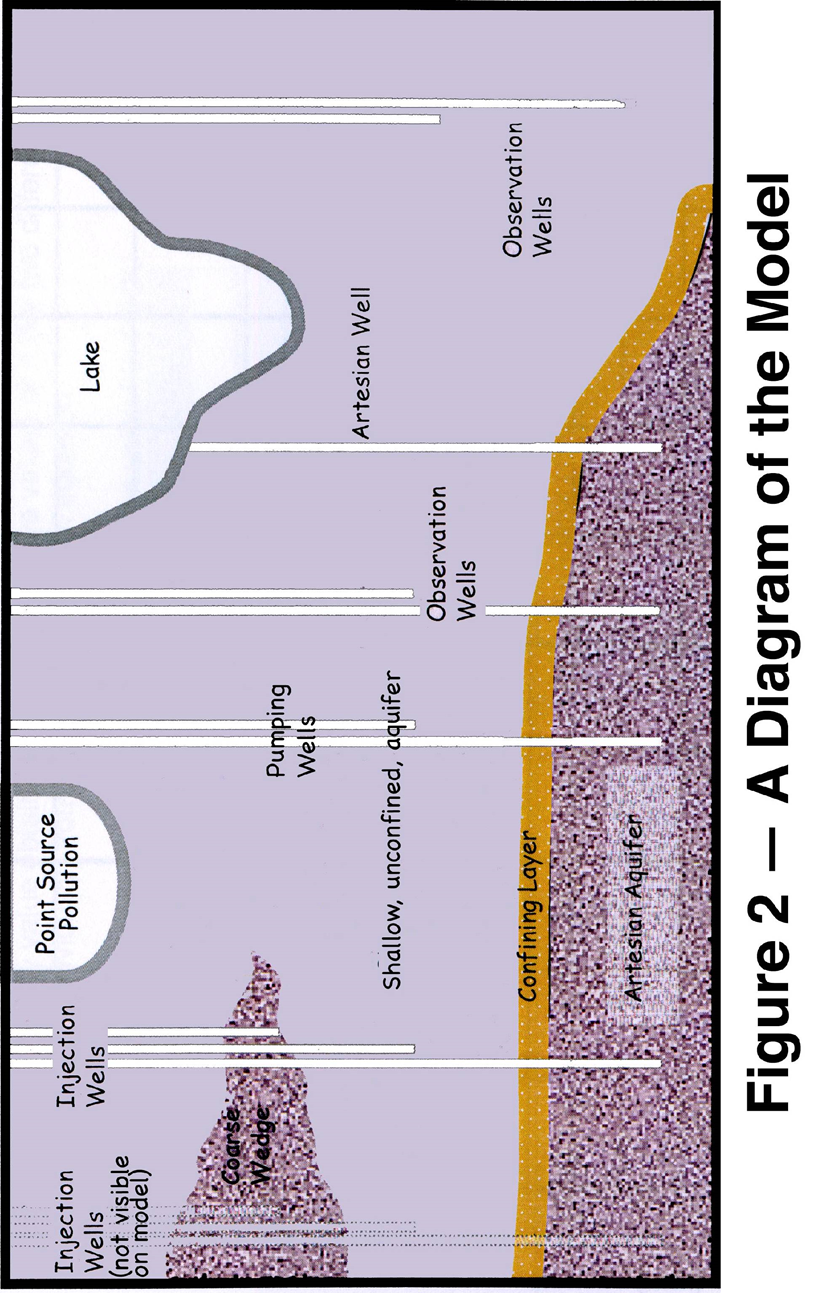 Injection
Wells
(not visible
on model)
Injection
Wells
Point Source
Pollution
Lake
Coarse
Wedge
Pumping
Wells
Artesian Well
Shallow, unconfined, aquifer
Observation
Wells
Observation
Wells
Confining Layer
Artesian Aquifer
Figure 2 – A Diagram of the Model